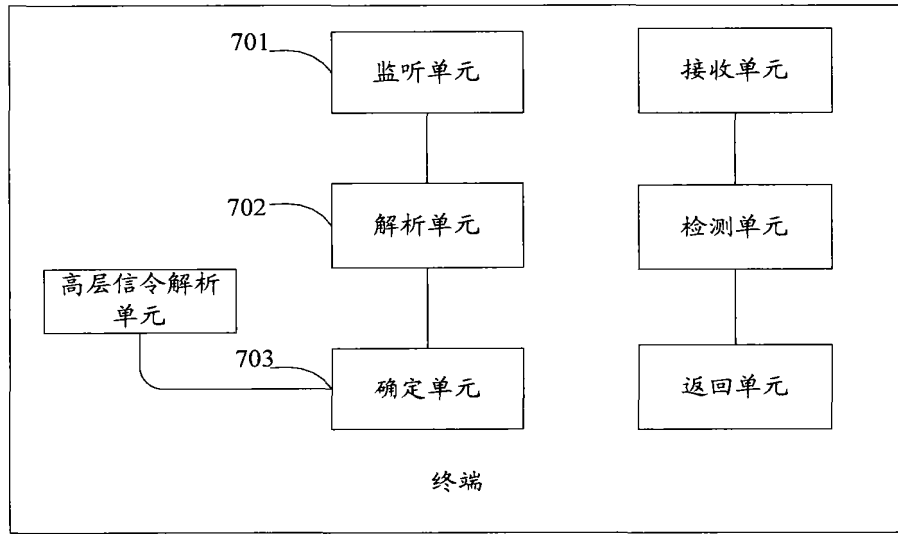 701
监听单元
接收单元
702
解析单元
检测单元
高层信令解析
单元
703
确定单元
返回单元
终端